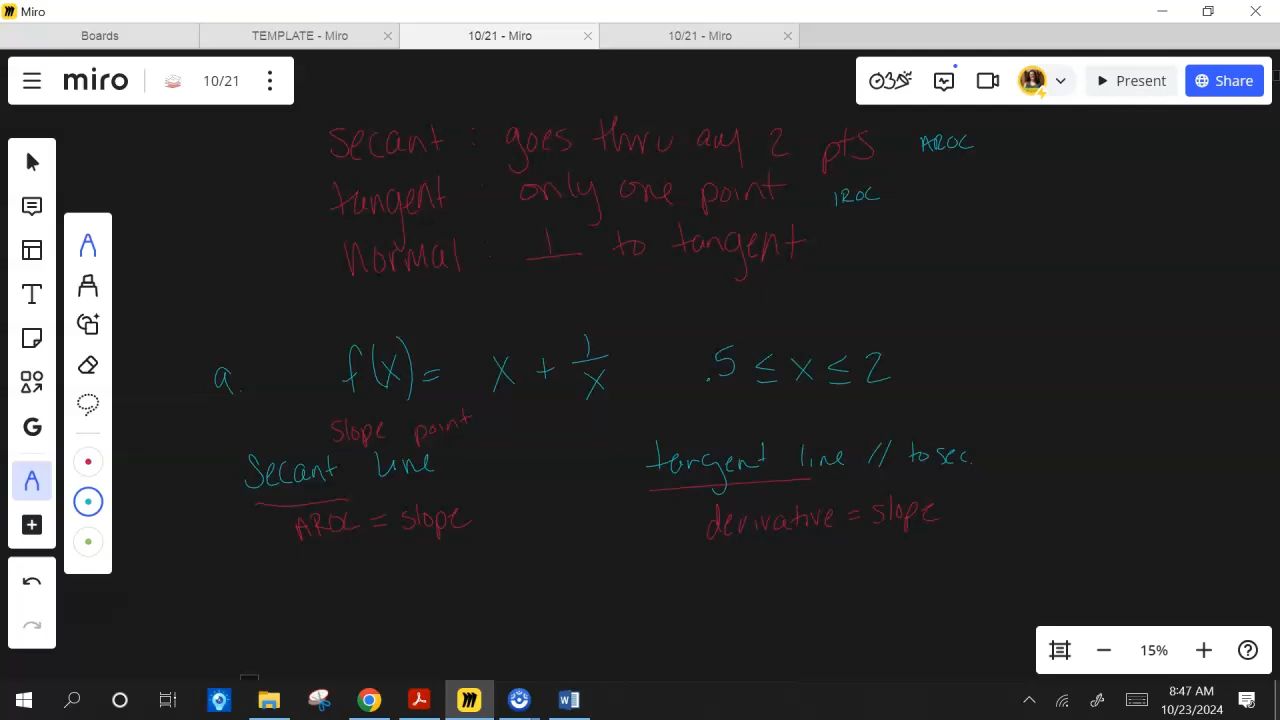 Miro
Boards
TEMPLATE - Miro
10/21 - Miro
10/21 - Miro
miro
10/21
Present
Share
secant : goes thru any 2 pts AROC
tangent : only one point IROC
normal : ⊥ to tangent
a. f(x) = x + 1/x .5 ≤ x ≤ 2
slope point
Secant line
tangent line // to sec.
AROC = slope
derivative = slope
15%
8:47 AM
10/23/2024